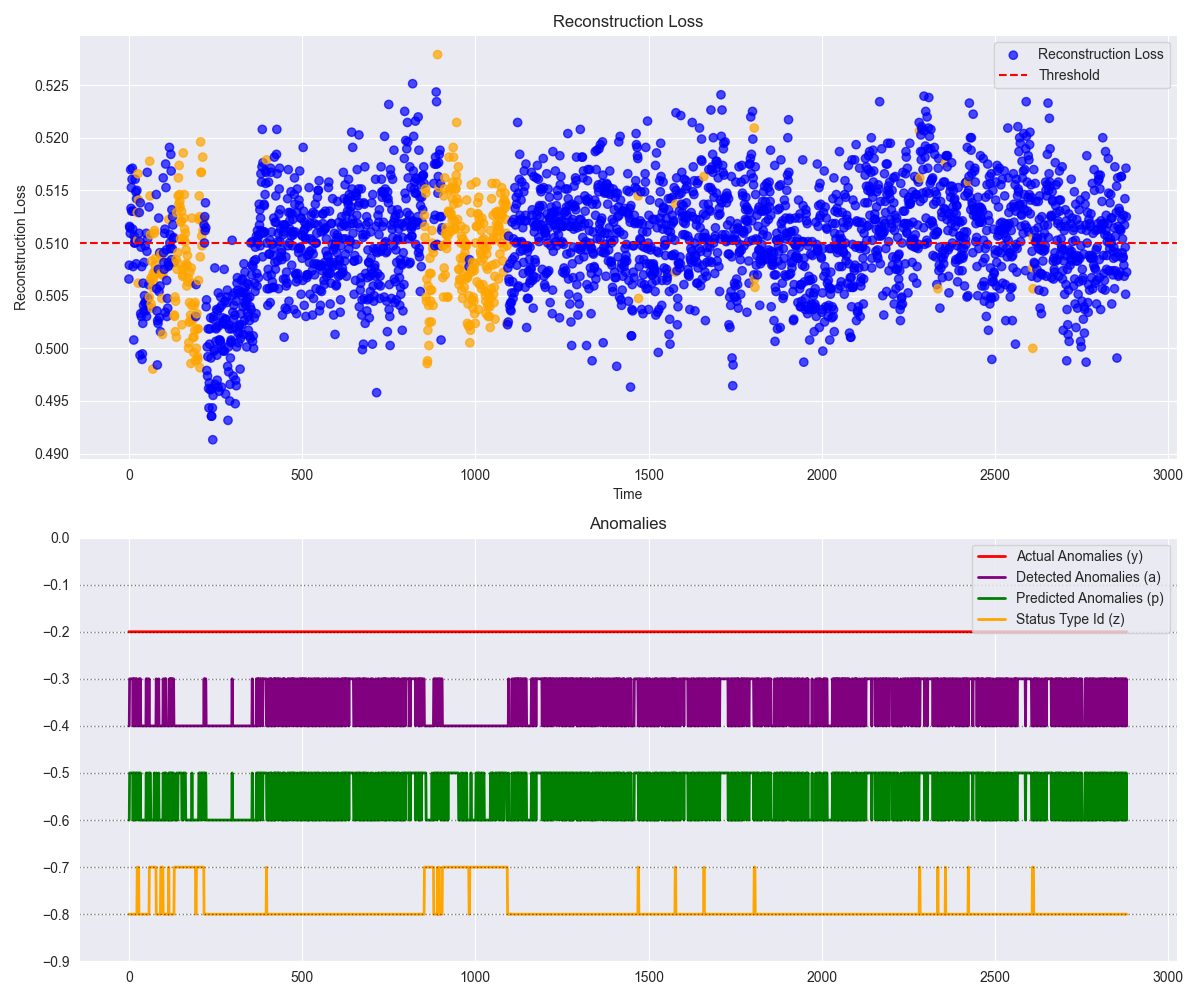 Reconstruction Loss
Reconstruction Loss
Threshold
Reconstruction Loss
0.525
0.520
0.515
0.510
0.505
0.500
0.495
0.490
0 500 1000 1500 2000 2500 3000
Time
Anomalies
Actual Anomalies (y)
Detected Anomalies (a)
Predicted Anomalies (p)
Status Type Id (z)
0.0
−0.1
−0.2
−0.3
−0.4
−0.5
−0.6
−0.7
−0.8
−0.9
0 500 1000 1500 2000 2500 3000